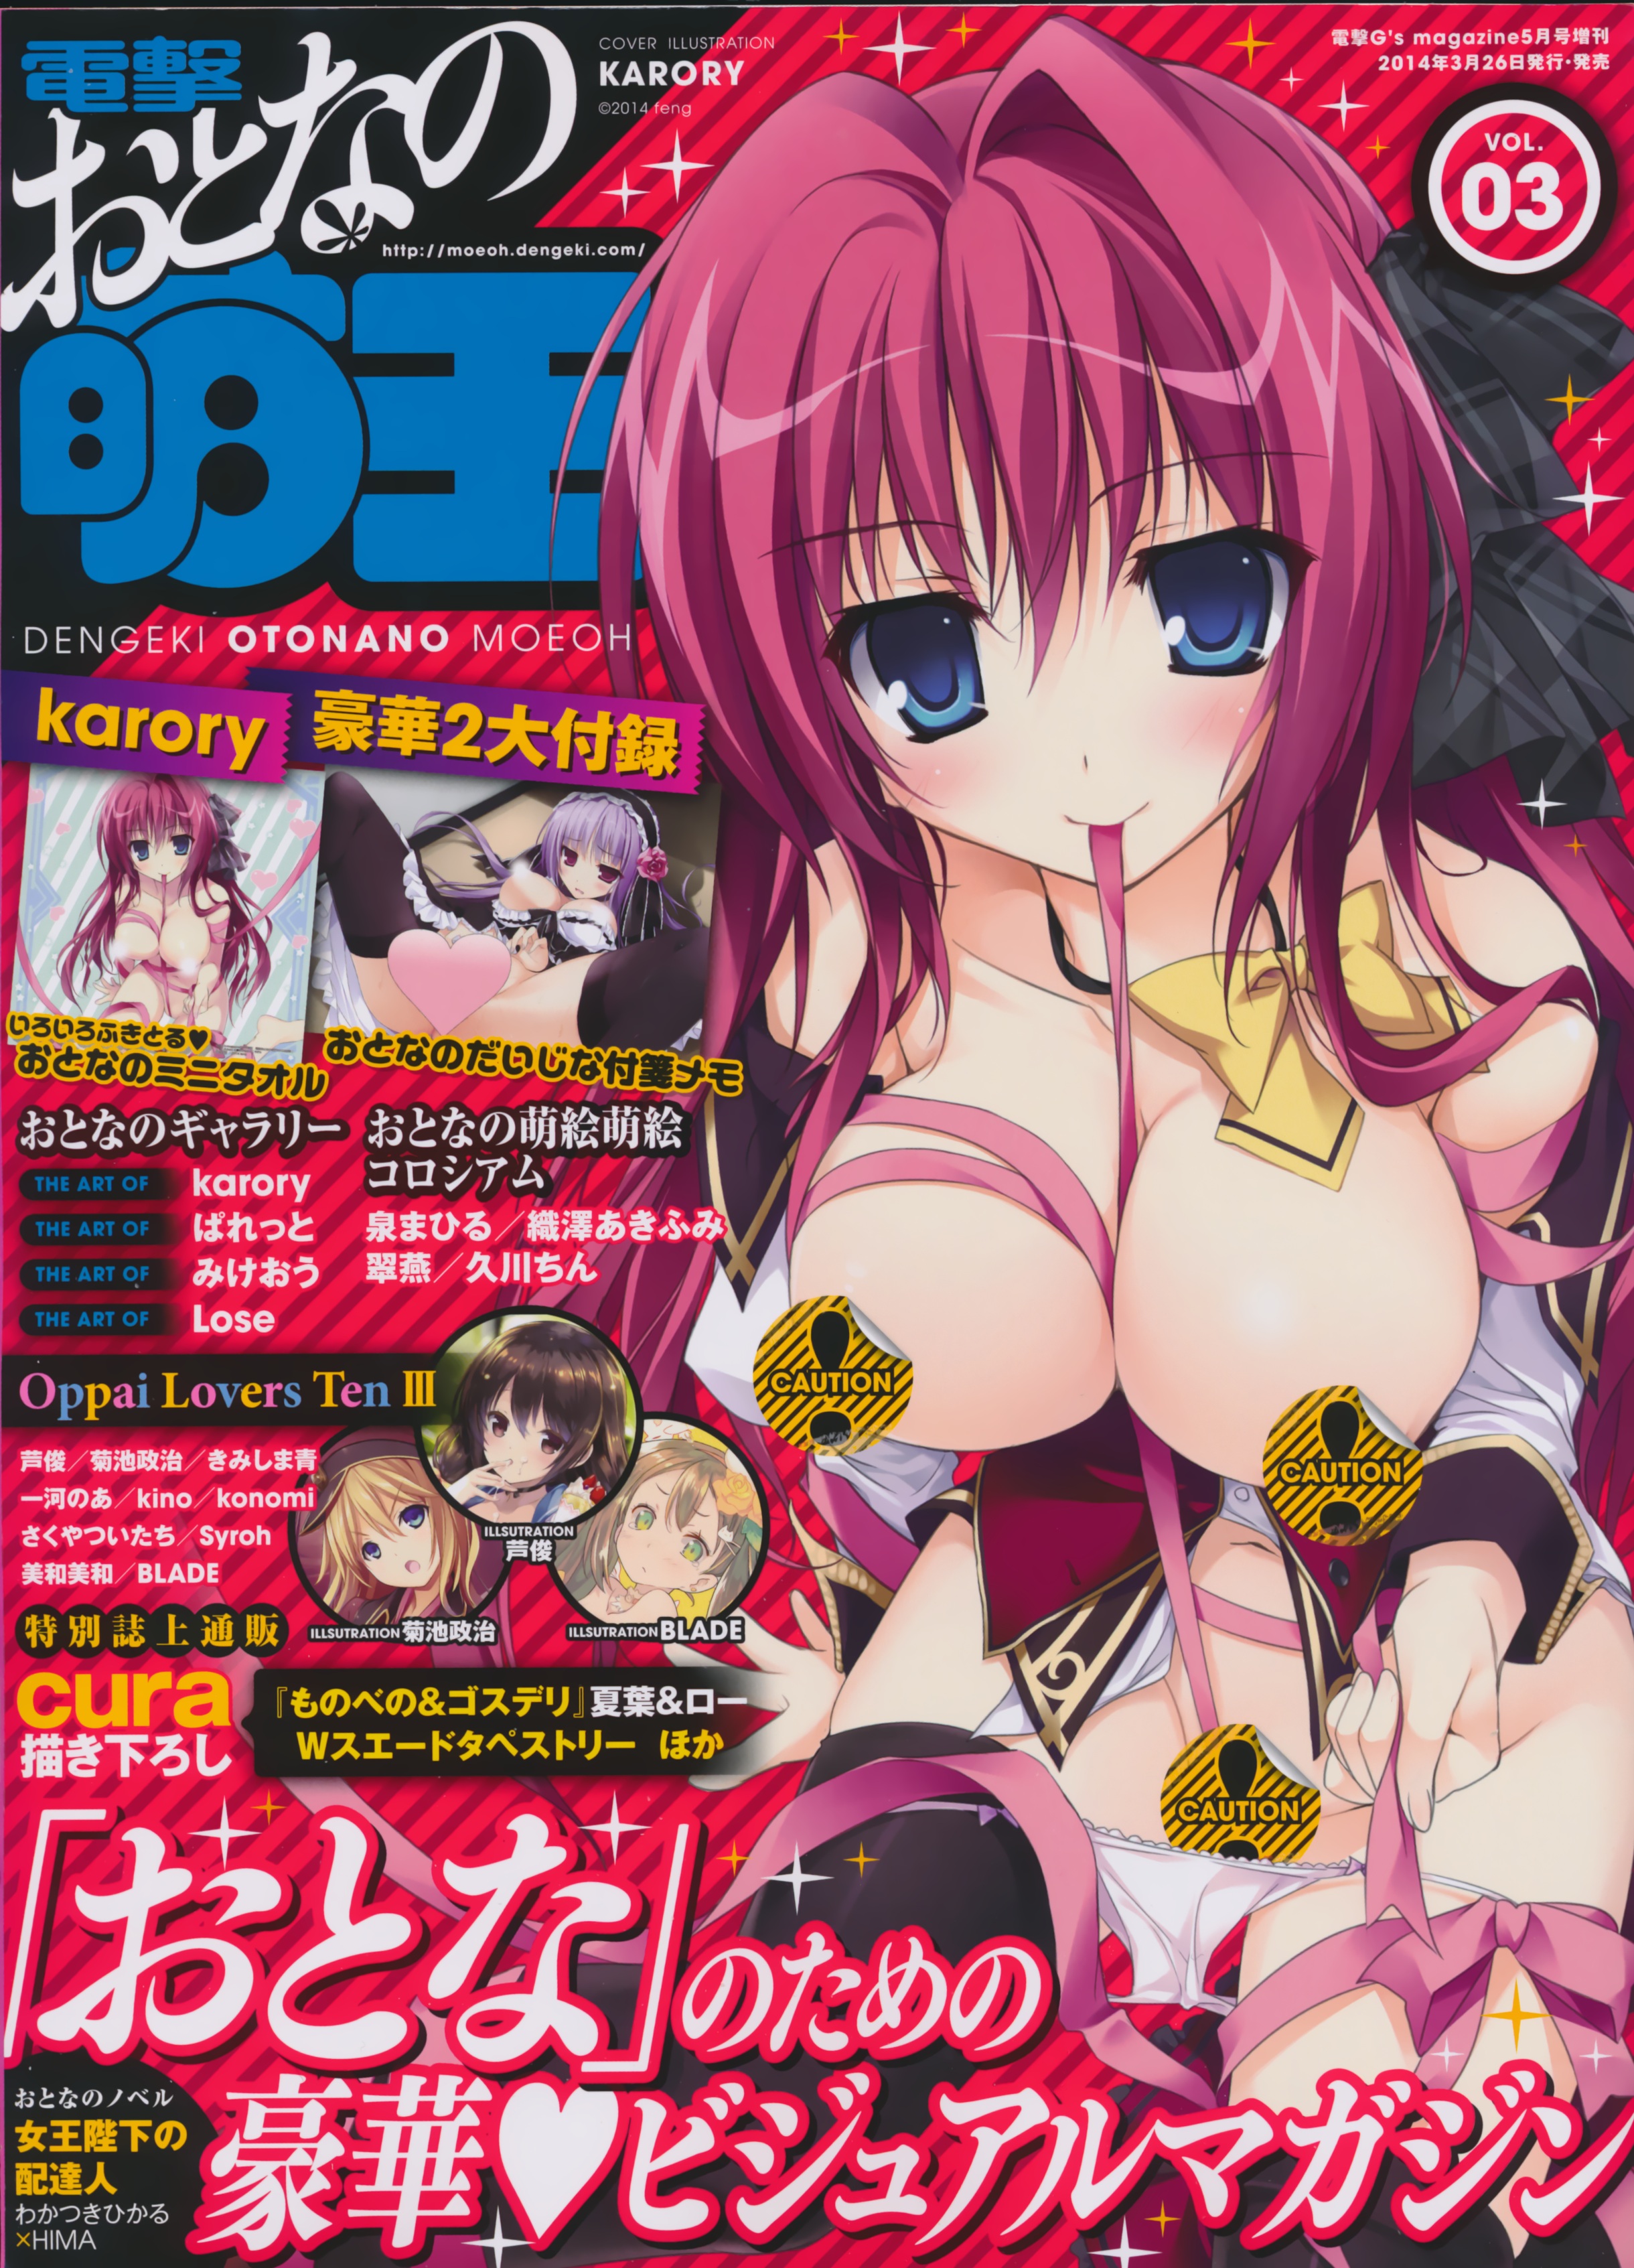 電撃
おとなの
萌王
http://moeoh.dengeki.com/
DENGEKI OTONANO MOEOH
COVER ILLUSTRATION
KARORY
©2014 feng
電撃G's magazine5月号増刊
2014年3月26日発行・発売
VOL.
03
karory 豪華2大付録
いろいろふきとる♥
おとなのミニタオル
おとなのだいじな付箋メモ
おとなのギャラリー
THE ART OF karory
THE ART OF ぱれっと
THE ART OF みけおう
THE ART OF Lose
おとなの萌絵萌絵
コロシアム
泉まひる／織澤あきふみ
翠燕／久川ちん
Oppai Lovers Ten III
芦俊／菊池政治／きみしま青
一河のあ／kino／konomi
さくやついたち／Syroh
美和美和／BLADE
ILLSUTRATION
芦俊
ILLSUTRATION 菊池政治
ILLSUTRATION BLADE
特別誌上通販
cura
描き下ろし
『ものべの&ゴスデリ』夏葉&ロー
Wスエードタペストリー ほか
CAUTION
CAUTION
CAUTION
「おとな」のための
豪華♥ビジュアルマガジン
おとなのノベル
女王陛下の
配達人
わかつきひかる
×HIMA